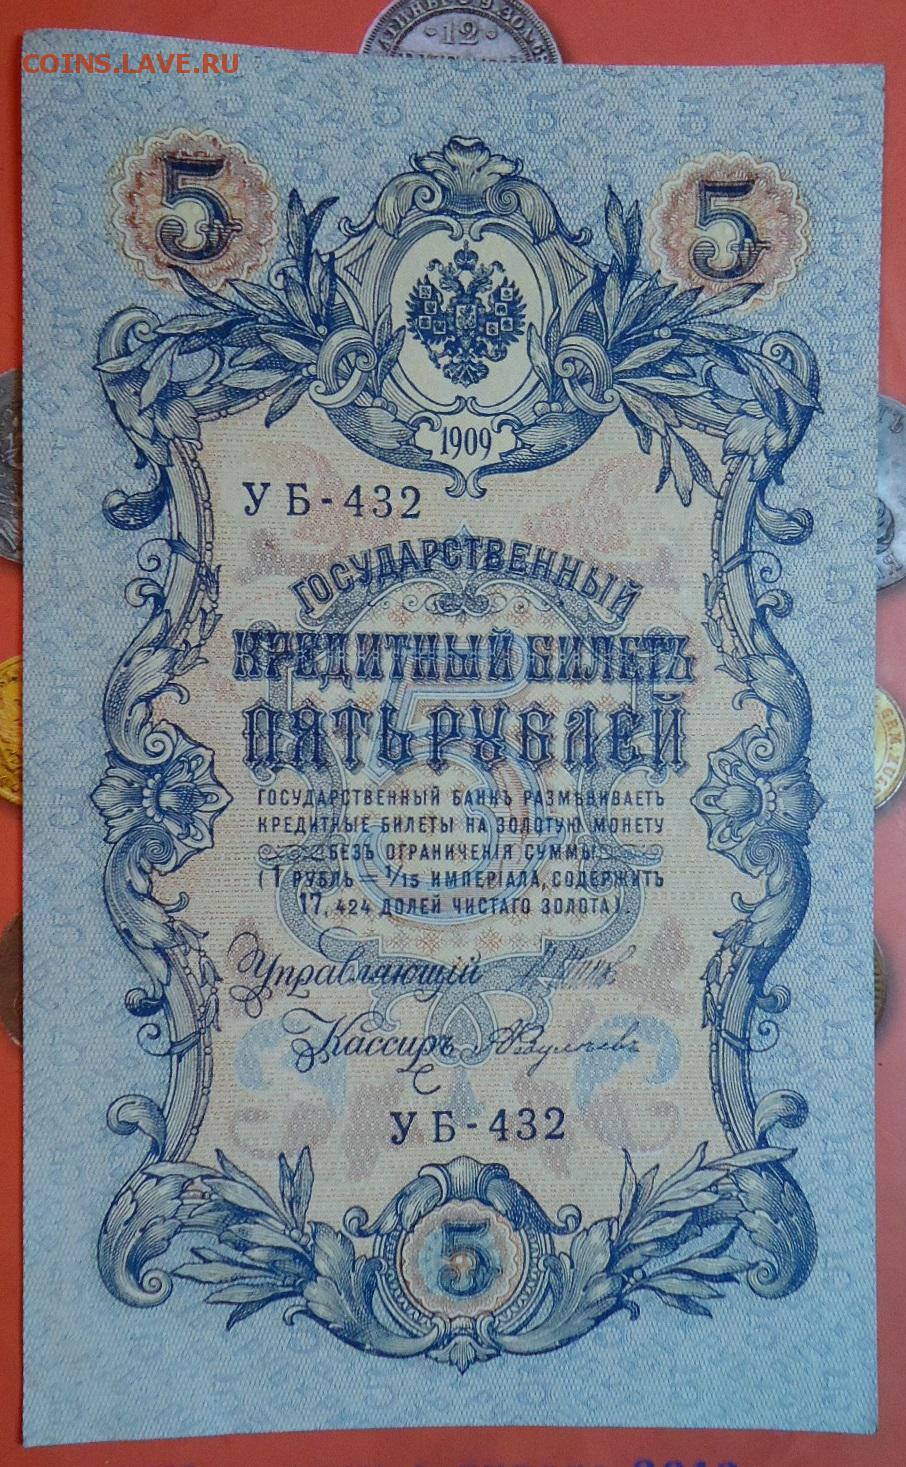 COINS.LAVE.RU
12
5
5
1909
УБ-432
ГОСУДАРСТВЕННЫЙ
КРЕДИТНЫЙ БИЛЕТЪ
ПЯТЬ РУБЛЕЙ
ГОСУДАРСТВЕННЫЙ БАНКЪ РАЗМѢНИВАЕТЪ
КРЕДИТНЫЕ БИЛЕТЫ НА ЗОЛОТУЮ МОНЕТУ
БЕЗЪ ОГРАНИЧЕНІЯ СУММЫ
(1 РУБЛЬ — 1/15 ИМПЕРІАЛА, СОДЕРЖИТЪ
17,424 ДОЛЕЙ ЧИСТАГО ЗОЛОТА).
Управляющій
Кассиръ
УБ-432
5